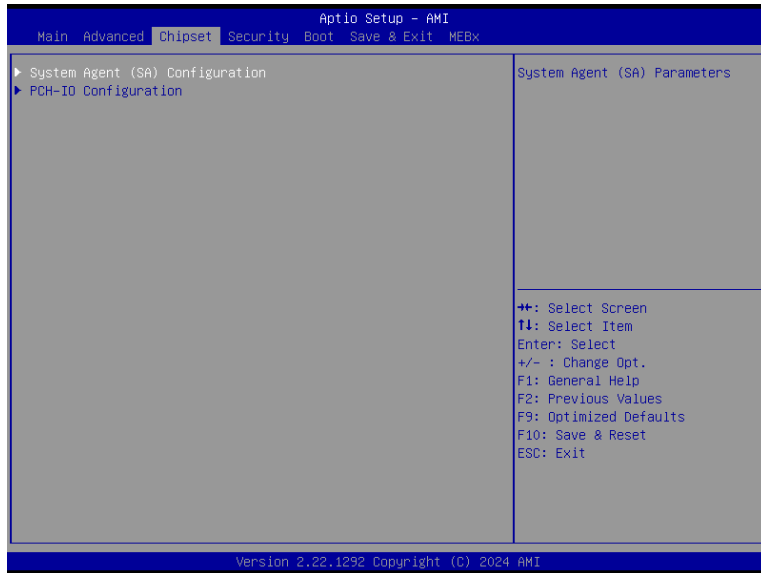 Aptio Setup – AMI
Main Advanced Chipset Security Boot Save & Exit MEBx
▶ System Agent (SA) Configuration
▶ PCH-IO Configuration
System Agent (SA) Parameters
→←: Select Screen
↑↓: Select Item
Enter: Select
+/- : Change Opt.
F1: General Help
F2: Previous Values
F9: Optimized Defaults
F10: Save & Reset
ESC: Exit
Version 2.22.1292 Copyright (C) 2024 AMI